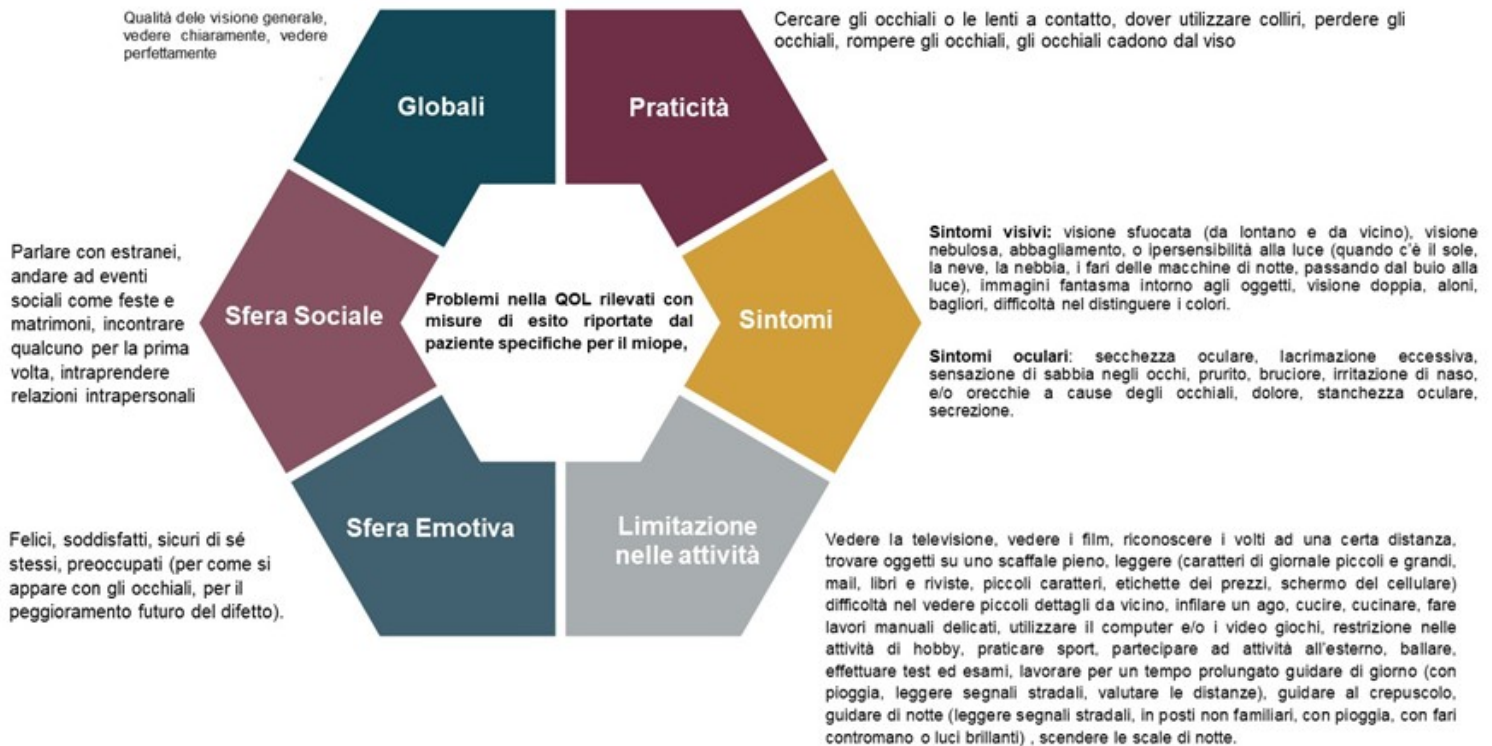 Qualità dele visione generale,
vedere chiaramente, vedere
perfettamente
Globali
Praticità
Cercare gli occhiali o le lenti a contatto, dover utilizzare colliri, perdere gli
occhiali, rompere gli occhiali, gli occhiali cadono dal viso
Parlare con estranei,
andare ad eventi
sociali come feste e
matrimoni, incontrare
qualcuno per la prima
volta, intraprendere
relazioni intrapersonali
Sfera Sociale
Problemi nella QOL rilevati con
misure di esito riportate dal
paziente specifiche per il miope,
Sintomi
Sintomi visivi: visione sfuocata (da lontano e da vicino), visione
nebulosa, abbagliamento, o ipersensibilità alla luce (quando c'è il sole,
la neve, la nebbia, i fari delle macchine di notte, passando dal buio alla
luce), immagini fantasma intorno agli oggetti, visione doppia, aloni,
bagliori, difficoltà nel distinguere i colori.
Sintomi oculari: secchezza oculare, lacrimazione eccessiva,
sensazione di sabbia negli occhi, prurito, bruciore, irritazione di naso,
e/o orecchie a cause degli occhiali, dolore, stanchezza oculare,
secrezione.
Felici, soddisfatti, sicuri di sé
stessi, preoccupati (per come si
appare con gli occhiali, per il
peggioramento futuro del difetto).
Sfera Emotiva
Limitazione
nelle attività
Vedere la televisione, vedere i film, riconoscere i volti ad una certa distanza,
trovare oggetti su uno scaffale pieno, leggere (caratteri di giornale piccoli e grandi,
mail, libri e riviste, piccoli caratteri, etichette dei prezzi, schermo del cellulare)
difficoltà nel vedere piccoli dettagli da vicino, infilare un ago, cucire, cucinare, fare
lavori manuali delicati, utilizzare il computer e/o i video giochi, restrizione nelle
attività di hobby, praticare sport, partecipare ad attività all'esterno, ballare,
effettuare test ed esami, lavorare per un tempo prolungato guidare di giorno (con
pioggia, leggere segnali stradali, valutare le distanze), guidare al crepuscolo,
guidare di notte (leggere segnali stradali, in posti non familiari, con pioggia, con fari
contromano o luci brillanti) , scendere le scale di notte.